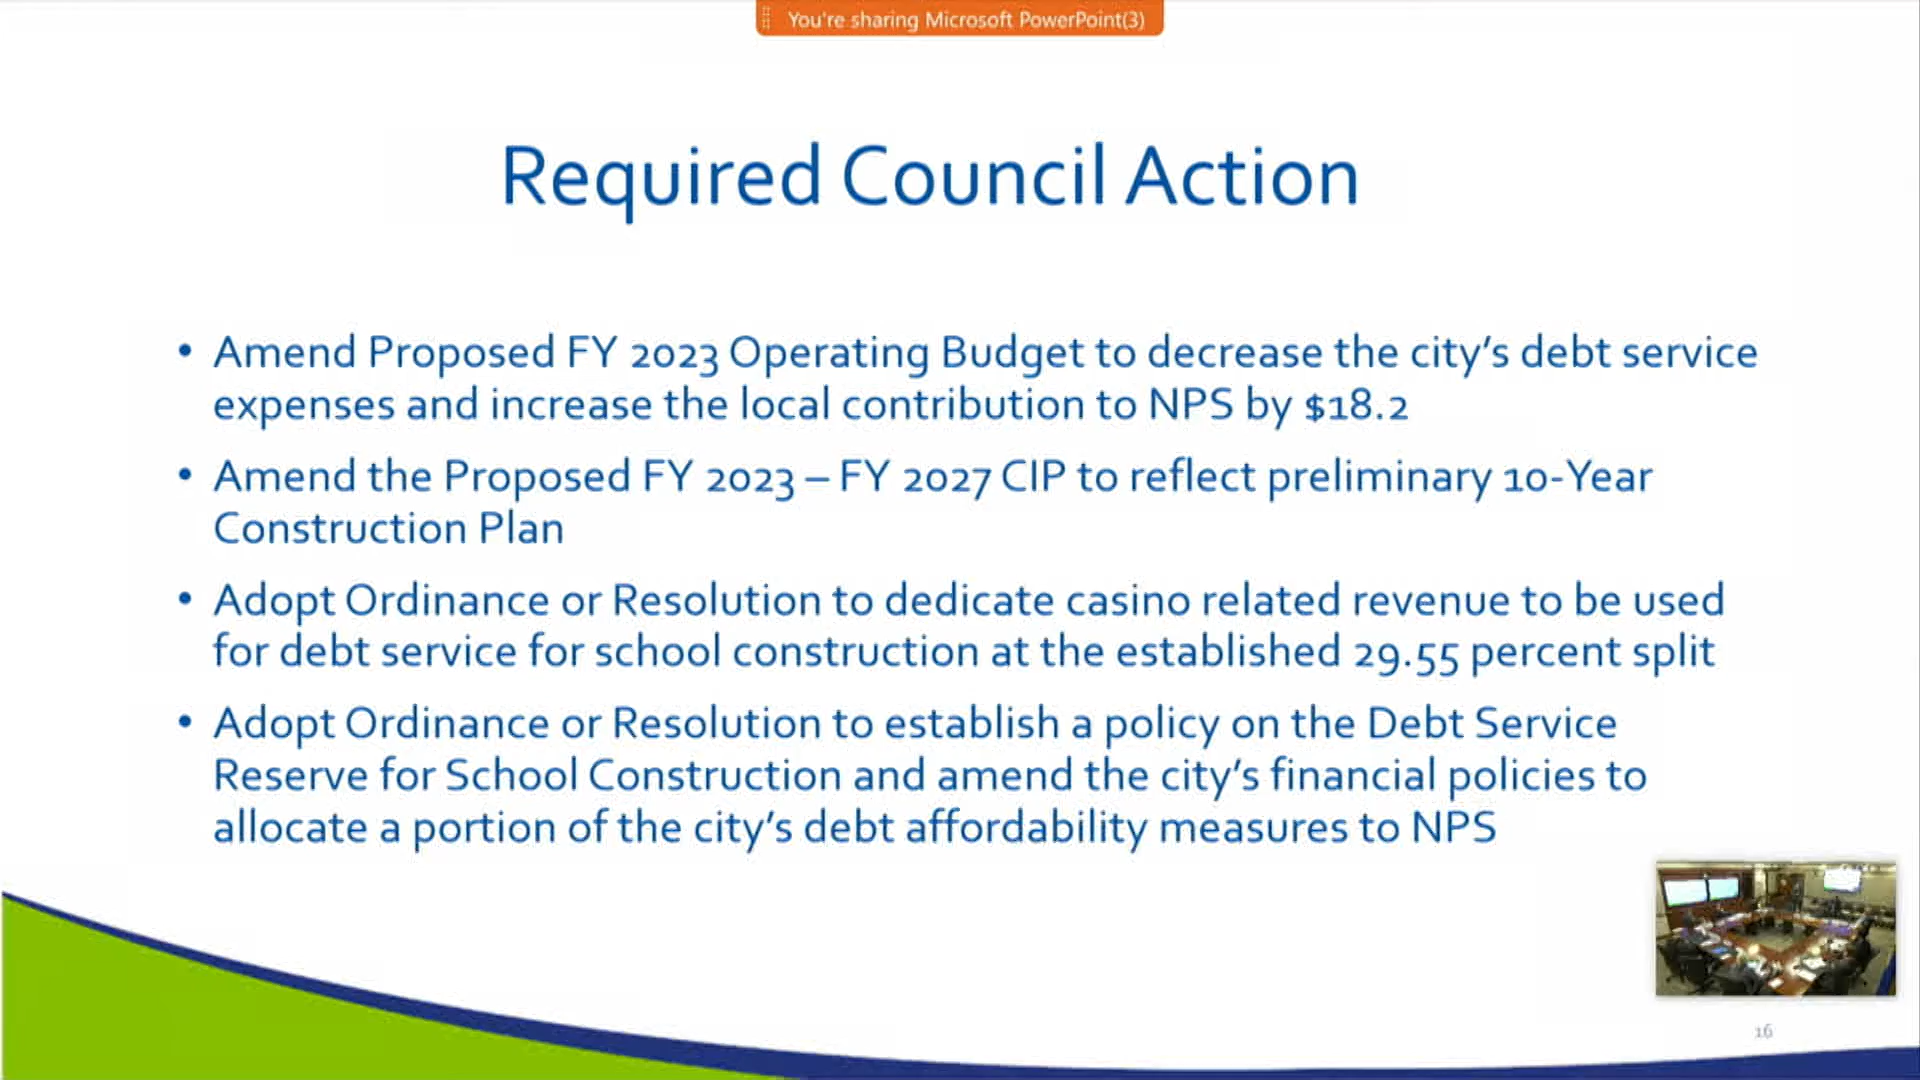 You're sharing Microsoft PowerPoint(3)
Required Council Action
• Amend Proposed FY 2023 Operating Budget to decrease the city's debt service
expenses and increase the local contribution to NPS by $18.2
• Amend the Proposed FY 2023 – FY 2027 CIP to reflect preliminary 10-Year
Construction Plan
• Adopt Ordinance or Resolution to dedicate casino related revenue to be used
for debt service for school construction at the established 29.55 percent split
• Adopt Ordinance or Resolution to establish a policy on the Debt Service
Reserve for School Construction and amend the city's financial policies to
allocate a portion of the city's debt affordability measures to NPS
16